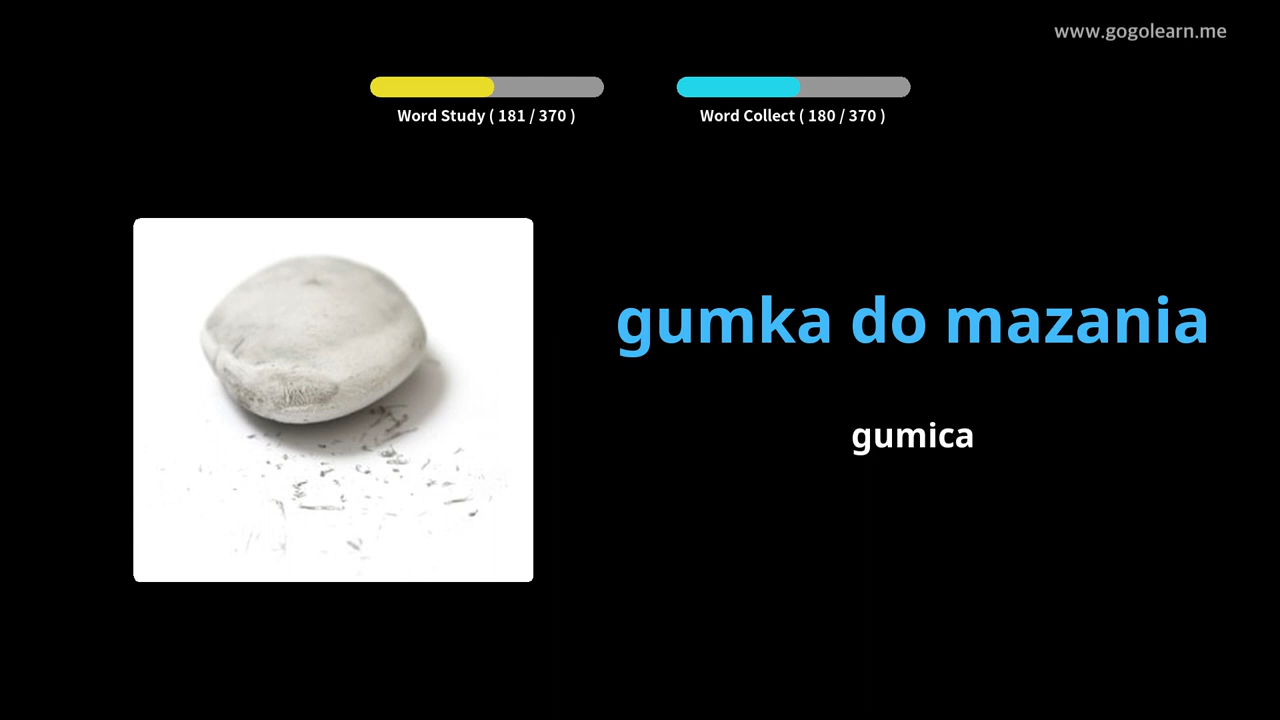 www.gogolearn.me
Word Study ( 181 / 370 )
Word Collect ( 180 / 370 )
gumka do mazania
gumica